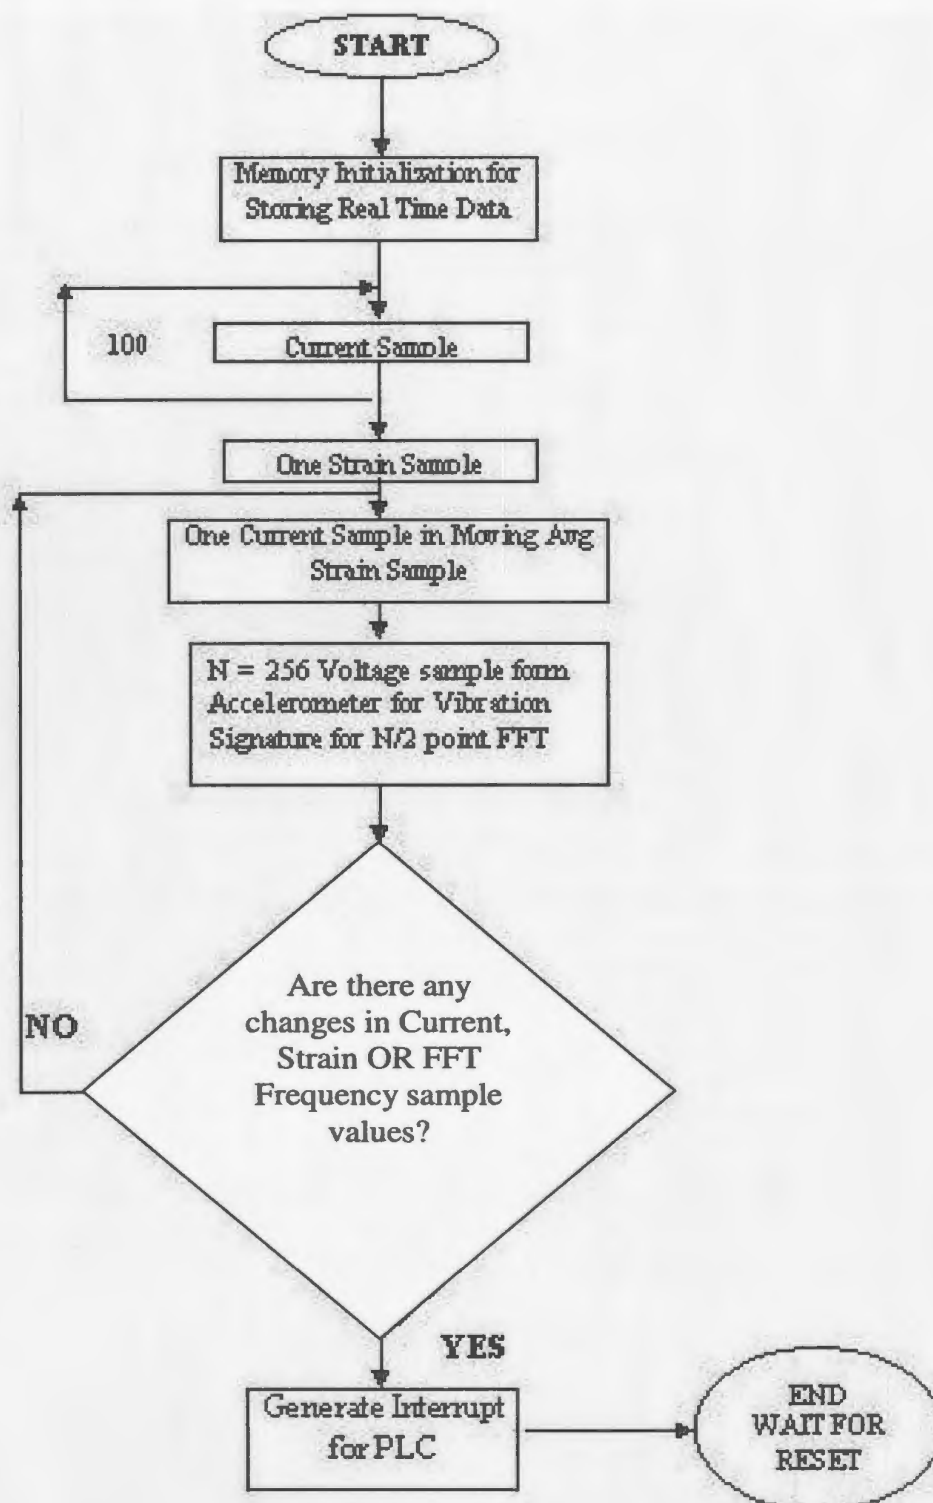 START
Memory Initialization for
Storing Real Time Data
100
Current Sample
One Strain Sample
One Current Sample in Moving Avg
Strain Sample
N = 256 Voltage sample form
Accelerometer for Vibration
Signature for N/2 point FFT
Are there any
changes in Current,
Strain OR FFT
Frequency sample
values?
NO
YES
Generate Interrupt
for PLC
END
WAIT FOR
RESET